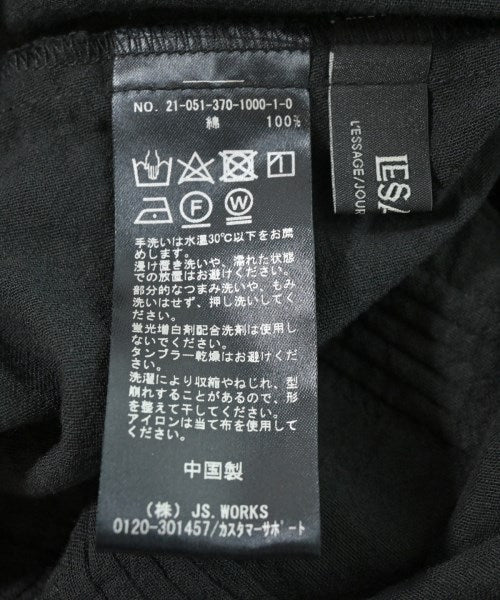 NO. 21-051-370-1000-1-0
綿 100%
F
W
手洗いは水温30℃以下をお薦
めします。
浸け置き洗いや、濡れた状態
での放置はお避けください。
部分的なつまみ洗いや、もみ
洗いはせず、押し洗いしてく
ださい。
蛍光増白剤配合洗剤は使用し
ないでください。
タンブラー乾燥はお避けくだ
さい。
洗濯により収縮やねじれ、型
崩れすることがあるので、形
を整えて干してください。
アイロンは当て布を使用して
ください。
中国製
(株) JS.WORKS
0120-301457/カスタマーサポート
LESA
L'ESSAGE/JOUR